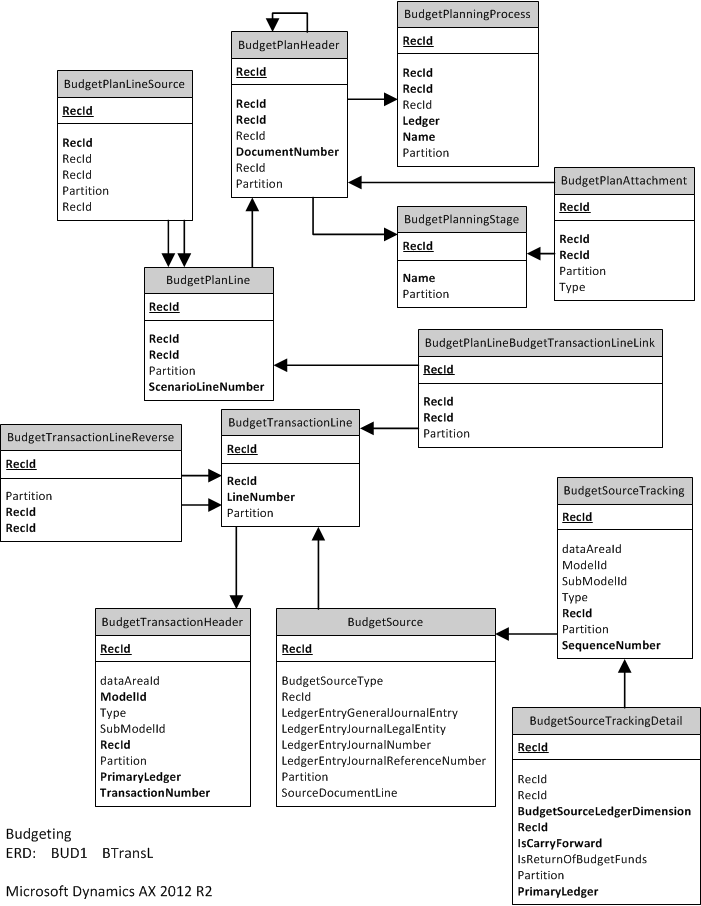 BudgetPlanningProcess
RecId
RecId
RecId
RecId
Ledger
Name
Partition
BudgetPlanHeader
RecId
RecId
RecId
RecId
DocumentNumber
RecId
Partition
BudgetPlanLineSource
RecId
RecId
RecId
RecId
Partition
RecId
BudgetPlanAttachment
RecId
RecId
RecId
Partition
Type
BudgetPlanningStage
RecId
Name
Partition
BudgetPlanLine
RecId
RecId
RecId
Partition
ScenarioLineNumber
BudgetPlanLineBudgetTransactionLineLink
RecId
RecId
RecId
Partition
BudgetTransactionLine
RecId
RecId
LineNumber
Partition
BudgetTransactionLineReverse
RecId
Partition
RecId
RecId
BudgetSourceTracking
RecId
dataAreaId
ModelId
SubModelId
Type
RecId
Partition
SequenceNumber
BudgetTransactionHeader
RecId
dataAreaId
ModelId
Type
SubModelId
RecId
Partition
PrimaryLedger
TransactionNumber
BudgetSource
RecId
BudgetSourceType
RecId
LedgerEntryGeneralJournalEntry
LedgerEntryJournalLegalEntity
LedgerEntryJournalNumber
LedgerEntryJournalReferenceNumber
Partition
SourceDocumentLine
BudgetSourceTrackingDetail
RecId
RecId
RecId
BudgetSourceLedgerDimension
RecId
IsCarryForward
IsReturnOfBudgetFunds
Partition
PrimaryLedger
Budgeting
ERD: BUD1 BTransL
Microsoft Dynamics AX 2012 R2